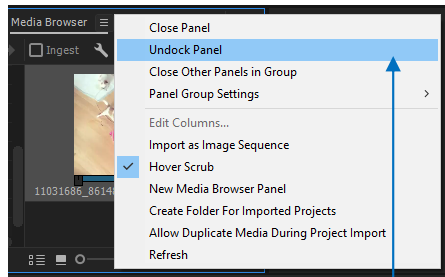 Media Browser
Ingest
11031686_86148
Close Panel
Undock Panel
Close Other Panels in Group
Panel Group Settings
Edit Columns...
Import as Image Sequence
Hover Scrub
New Media Browser Panel
Create Folder For Imported Projects
Allow Duplicate Media During Project Import
Refresh